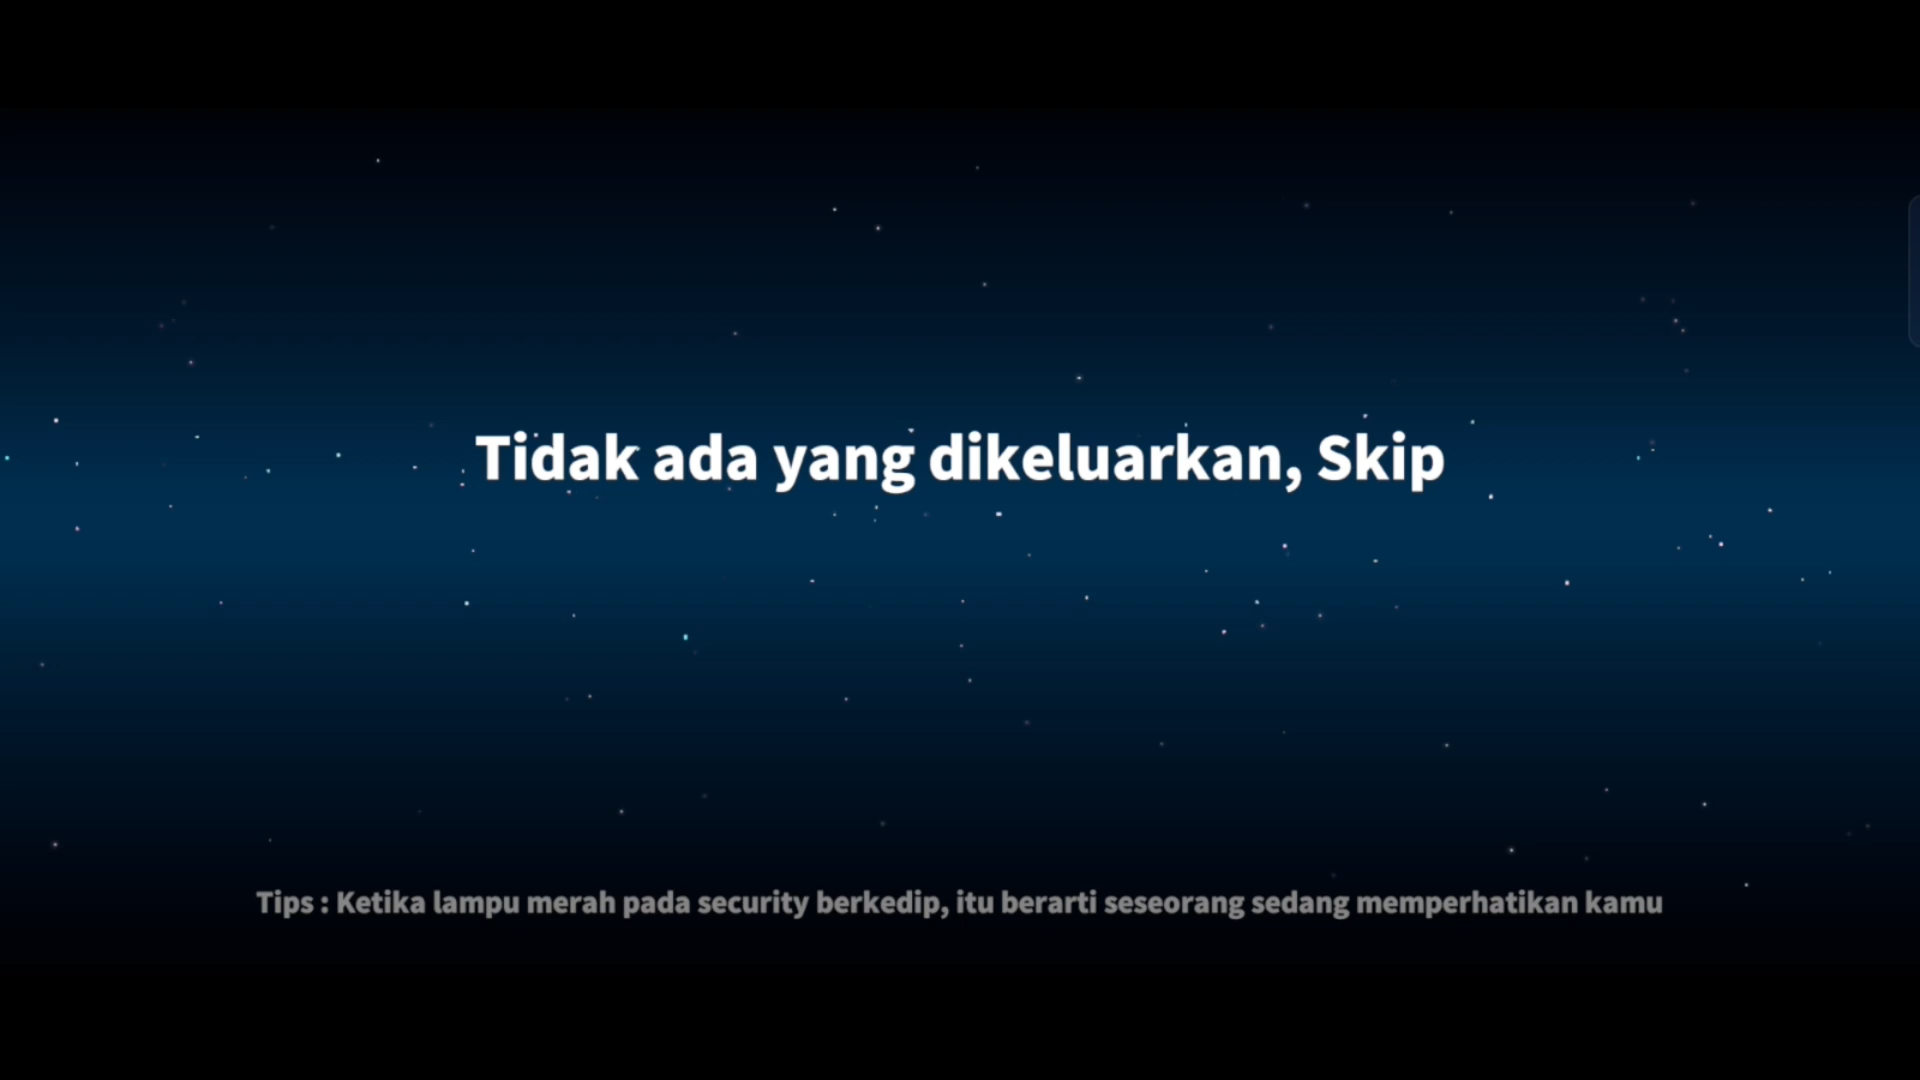 Tidak ada yang dikeluarkan, Skip
Tips : Ketika lampu merah pada security berkedip, itu berarti seseorang sedang memperhatikan kamu